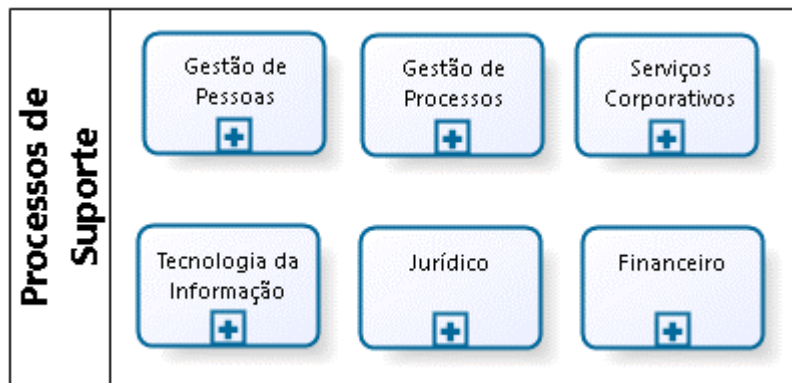 Processos de
Suporte
Gestão de
Pessoas
Gestão de
Processos
Serviços
Corporativos
Tecnologia da
Informação
Jurídico
Financeiro